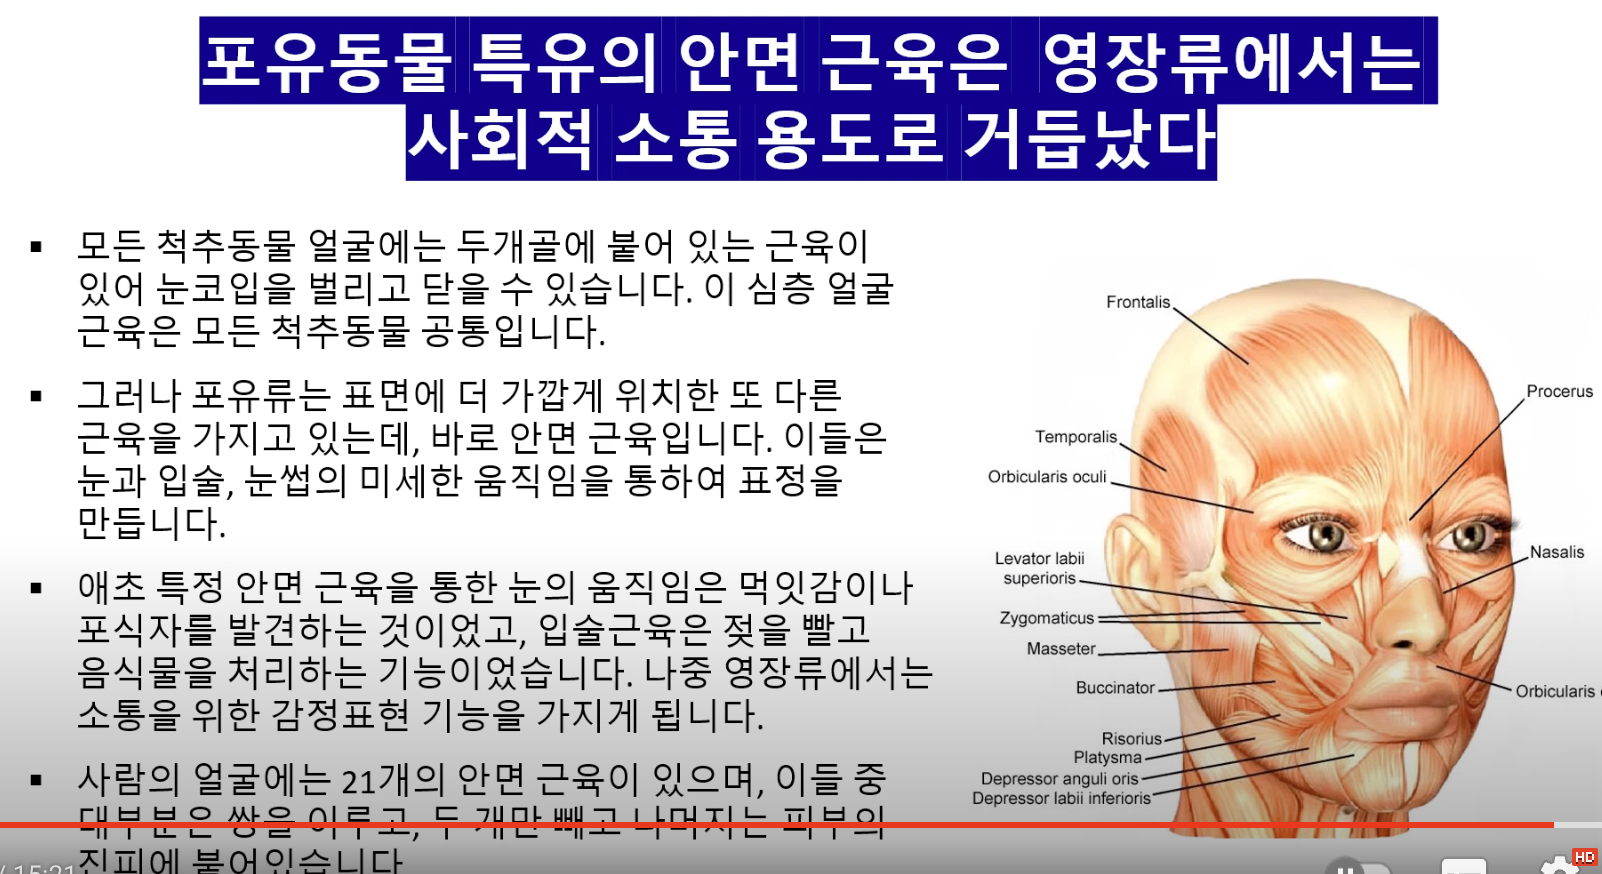 포유동물 특유의 안면 근육은 영장류에서는
사회적 소통 용도로 거듭났다
▪ 모든 척추동물 얼굴에는 두개골에 붙어 있는 근육이
있어 눈코입을 벌리고 닫을 수 있습니다. 이 심층 얼굴
근육은 모든 척추동물 공통입니다.
▪ 그러나 포유류는 표면에 더 가깝게 위치한 또 다른
근육을 가지고 있는데, 바로 안면 근육입니다. 이들은
눈과 입술, 눈썹의 미세한 움직임을 통하여 표정을
만듭니다.
▪ 애초 특정 안면 근육을 통한 눈의 움직임은 먹잇감이나
포식자를 발견하는 것이었고, 입술근육은 젖을 빨고
음식물을 처리하는 기능이었습니다. 나중 영장류에서는
소통을 위한 감정표현 기능을 가지게 됩니다.
▪ 사람의 얼굴에는 21개의 안면 근육이 있으며, 이들 중
대부분은 쌍을 이루고, 두 개만 빼고 나머지는 피부의
진피에 붙어있습니다
Frontalis
Procerus
Temporalis
Orbicularis oculi
Nasalis
Levator labii
superioris
Zygomaticus
Masseter
Buccinator
Orbicularis
Risorius
Platysma
Depressor anguli oris
Depressor labii inferioris
/ 15:21
HD